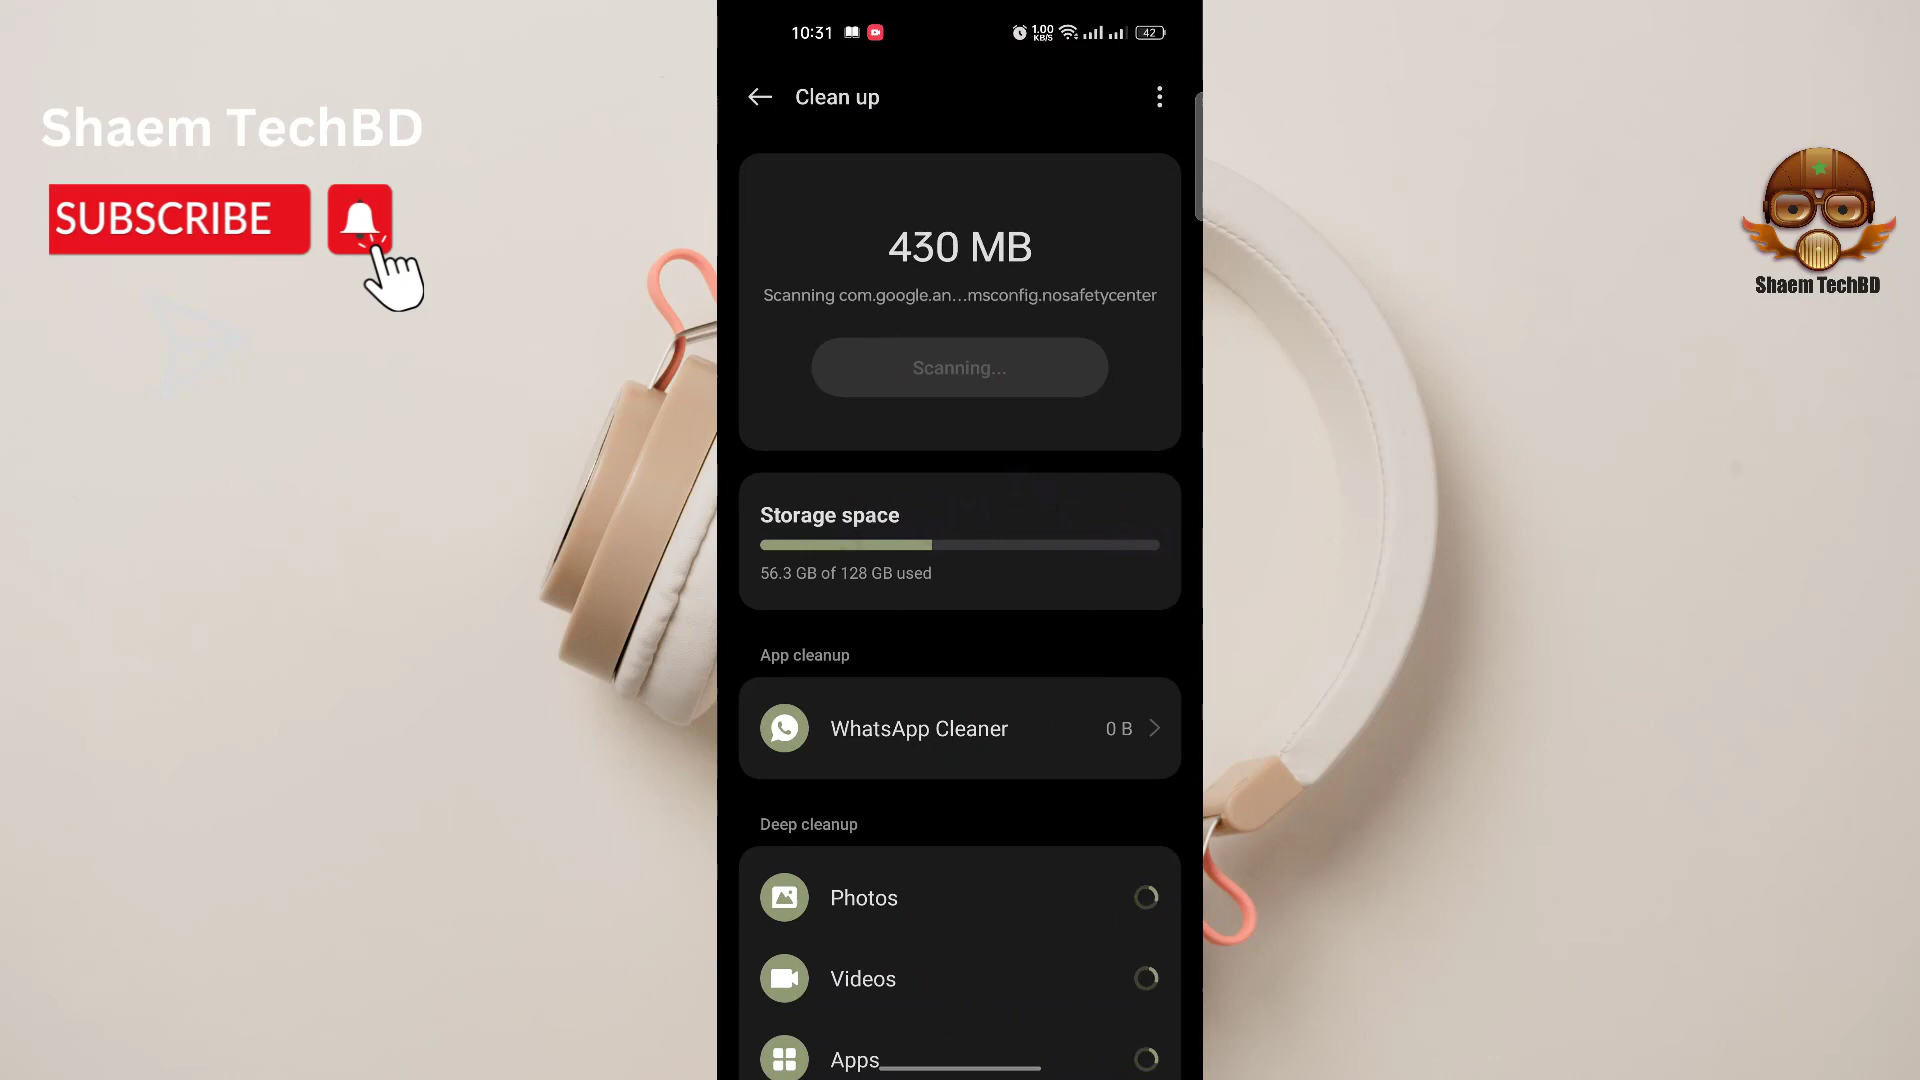 10:31
1.00
KB/S
42
Clean up
Shaem TechBD
SUBSCRIBE
430 MB
Scanning com.google.an...msconfig.nosafetycenter
Scanning...
Shaem TechBD
Storage space
56.3 GB of 128 GB used
App cleanup
WhatsApp Cleaner
0 B
Deep cleanup
Photos
Videos
Apps